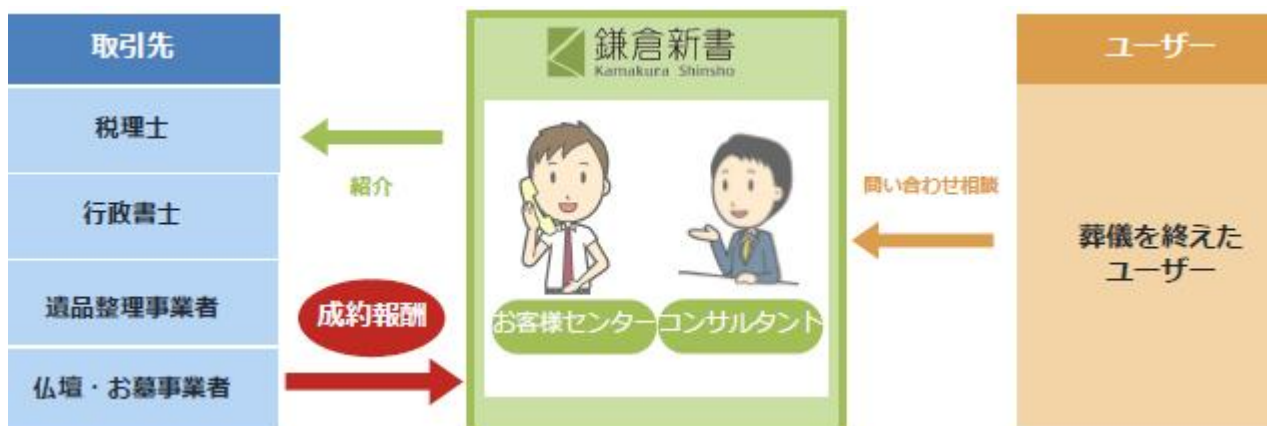 取引先
税理士
行政書士
遺品整理事業者
仏壇・お墓事業者
紹介
成約報酬
鎌倉新書
Kamakura Shinsho
お客様センター
コンサルタント
問い合わせ相談
ユーザー
葬儀を終えた
ユーザー